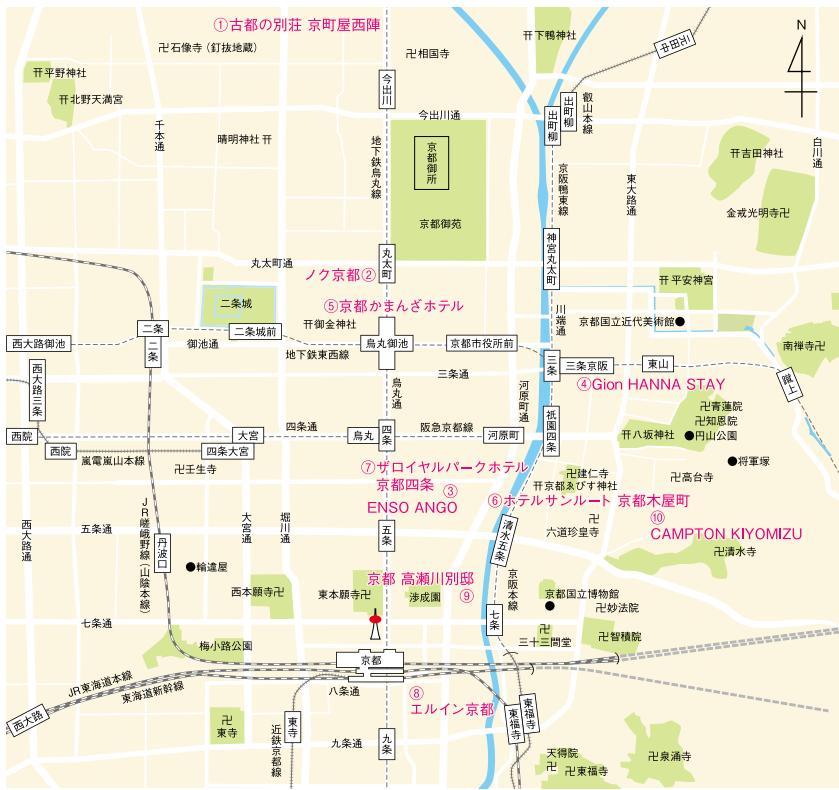 ①古都の別荘 京町屋西陣
卍石像寺（釘抜地蔵）
卍相国寺
⛩下鴨神社
元田中
N
⛩平野神社
⛩北野天満宮
今出川
出町柳
出町柳
叡山本線
今出川通
千本通
晴明神社⛩
地下鉄烏丸線
京都御所
京阪鴨東線
東大路通
⛩吉田神社
白川通
金戒光明寺卍
京都御苑
丸太町通
丸太町
神宮丸太町
ノク京都②
⛩平安神宮
二条城
⑤京都かまんざホテル
川端通
京都国立近代美術館
⛩御金神社
二条
二条
二条城前
烏丸御池
京都市役所前
西大路御池
御池通
地下鉄東西線
南禅寺卍
三条
三条京阪
東山
蹴上
西大路三条
三条通
烏丸通
河原町通
④Gion HANNA STAY
卍青蓮院
卍知恩院
円山公園
⛩八坂神社
西院
大宮
四条通
烏丸
四条
阪急京都線
河原町
祇園四条
西院
四条大宮
嵐電嵐山本線
卍壬生寺
⑦ザロイヤルパークホテル
京都四条
将軍塚
卍高台寺
卍建仁寺
⛩京都ゑびす神社
③
ENSO ANGO
⑥ホテルサンルート 京都木屋町
⑩
CAMPTON KIYOMIZU
JR嵯峨野線（山陰本線）
西大路通
五条通
大宮通
堀川通
五条
清水五条
卍
六道珍皇寺
卍清水寺
丹波口
輪違屋
京都 高瀬川別邸
⑨
京阪本線
西本願寺卍
東本願寺卍
渉成園
京都国立博物館
卍妙法院
七条通
七条
卍
三十三間堂
卍智積院
梅小路公園
京都
JR東海道本線
東海道新幹線
八条通
⑧
エルイン京都
西大路
卍
東寺
東寺
近鉄京都線
九条通
九条
東福寺
東福寺
天得院
卍
卍東福寺
卍泉涌寺